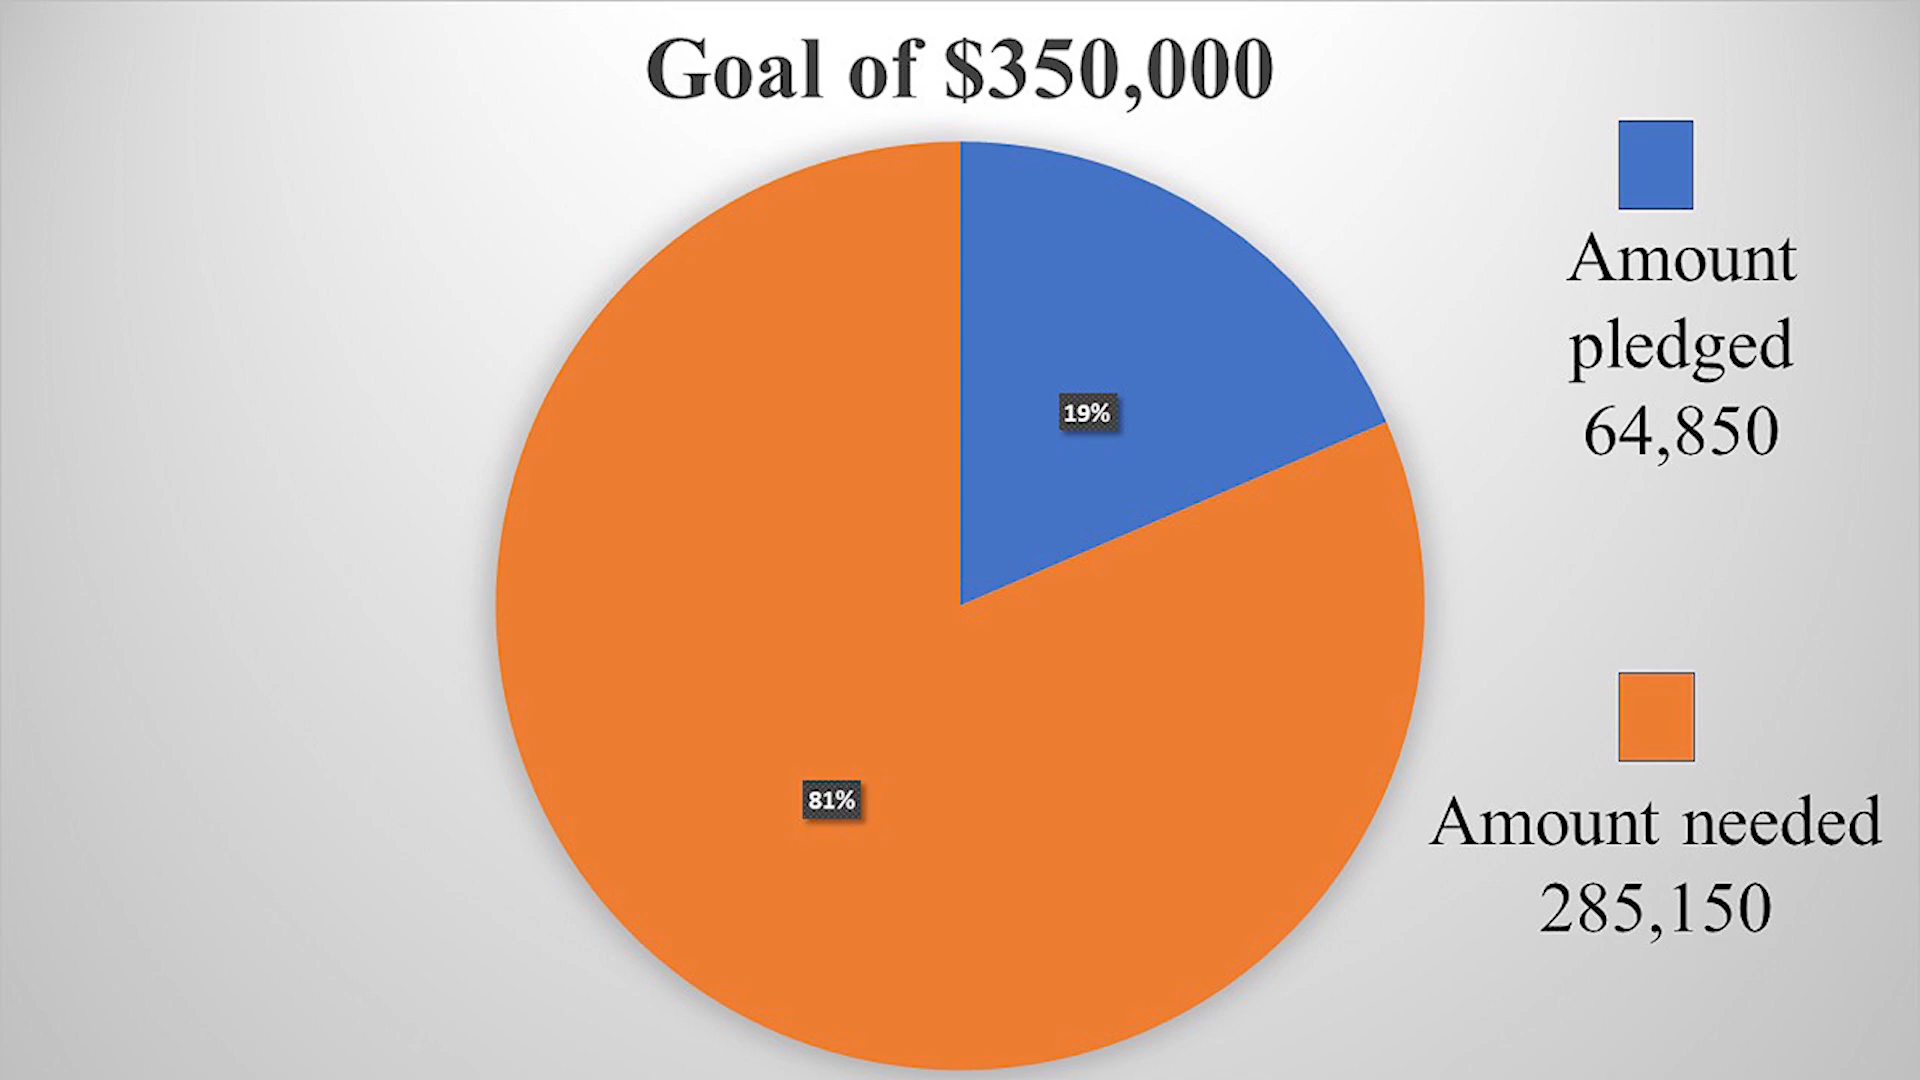 Goal of $350,000
Amount
pledged
64,850
19%
81%
Amount needed
285,150